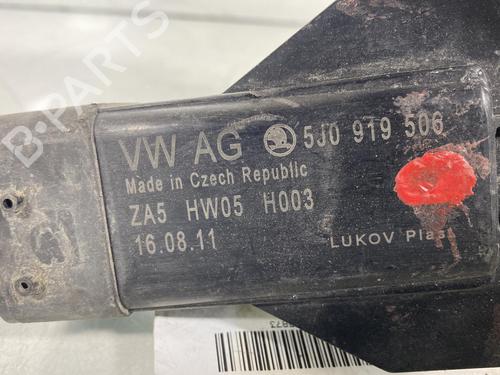 B-PARTS
VW AG 5J0 919 506
Made in Czech Republic
ZA5 HW05 H003
16.08.11
LUKOV Plast